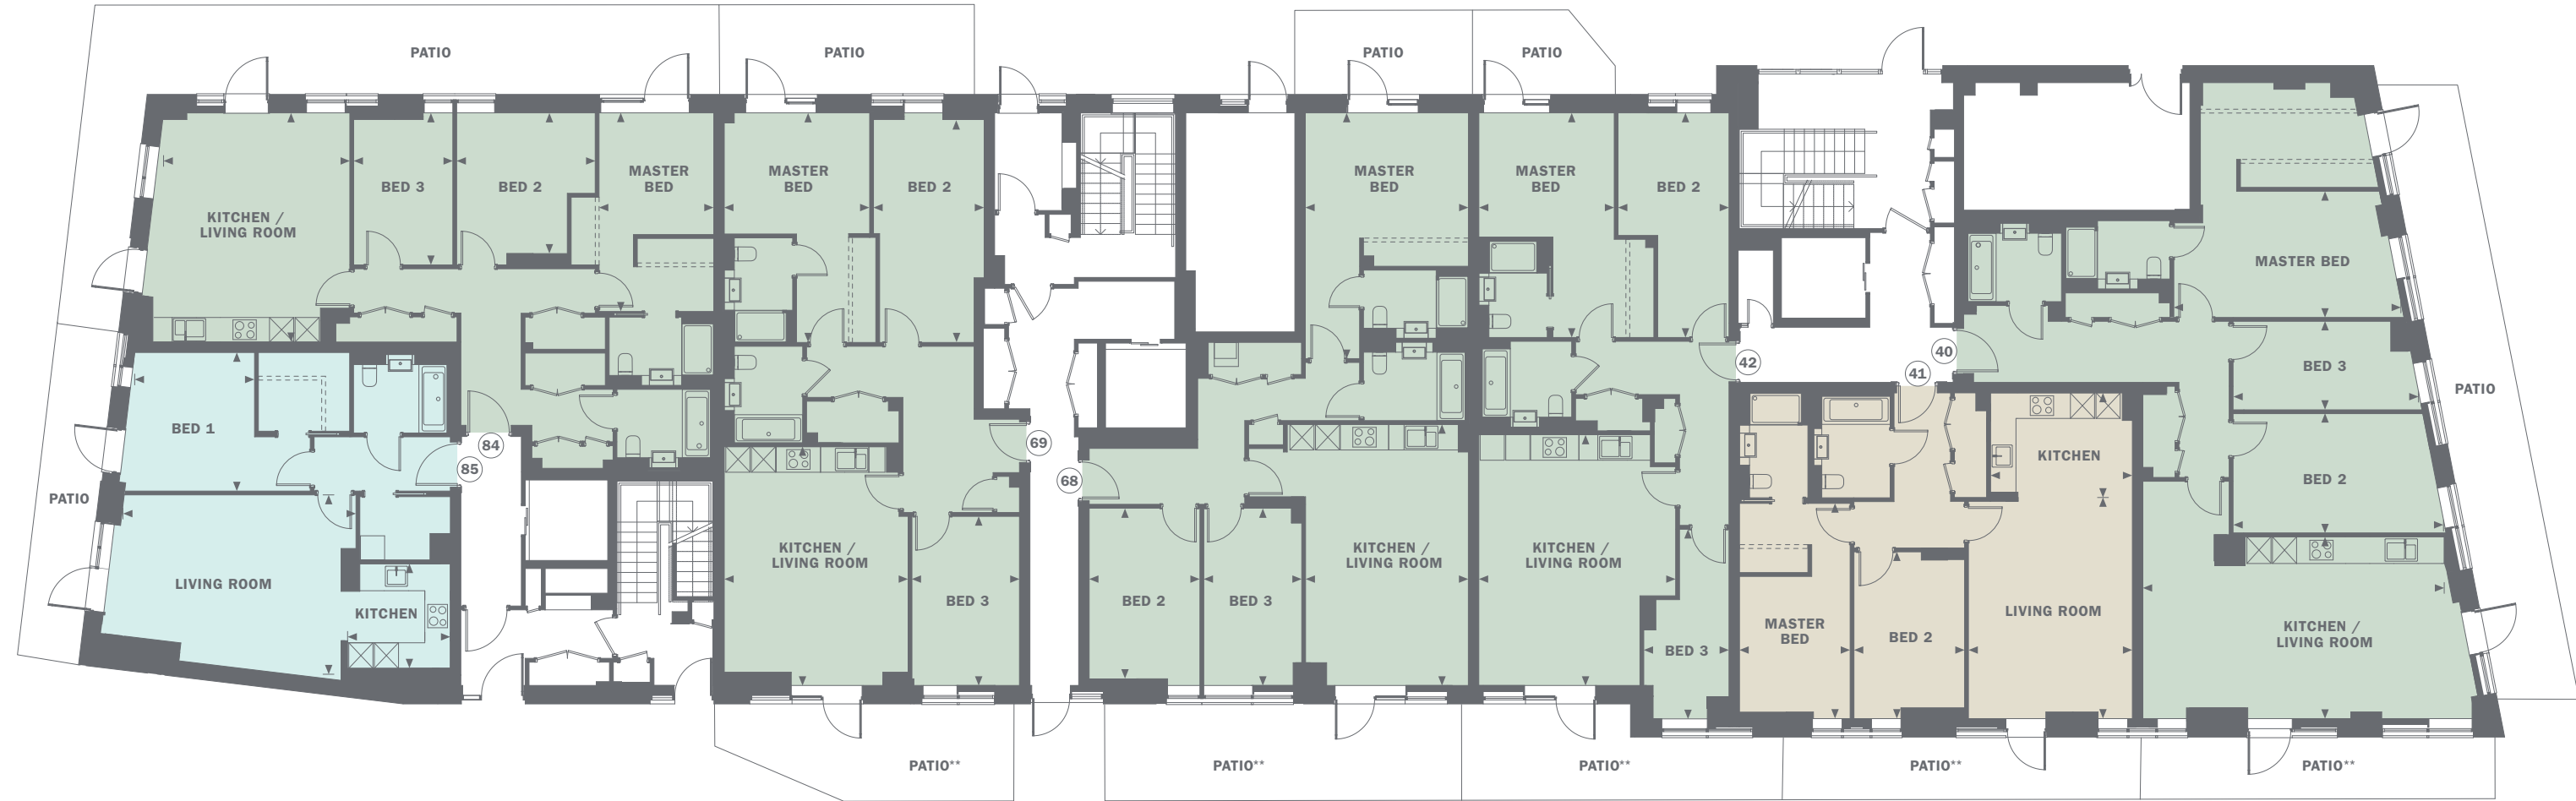 PATIO
PATIO
PATIO
PATIO
KITCHEN /
LIVING ROOM
BED 3
BED 2
MASTER
BED
MASTER
BED
BED 2
MASTER
BED
MASTER
BED
BED 2
MASTER BED
BED 3
BED 2
PATIO
42
41
40
BED 1
84
85
69
68
PATIO
LIVING ROOM
KITCHEN
KITCHEN /
LIVING ROOM
BED 3
BED 2
BED 3
KITCHEN /
LIVING ROOM
KITCHEN /
LIVING ROOM
BED 3
KITCHEN
MASTER
BED
BED 2
LIVING ROOM
KITCHEN /
LIVING ROOM
PATIO**
PATIO**
PATIO**
PATIO**
PATIO**